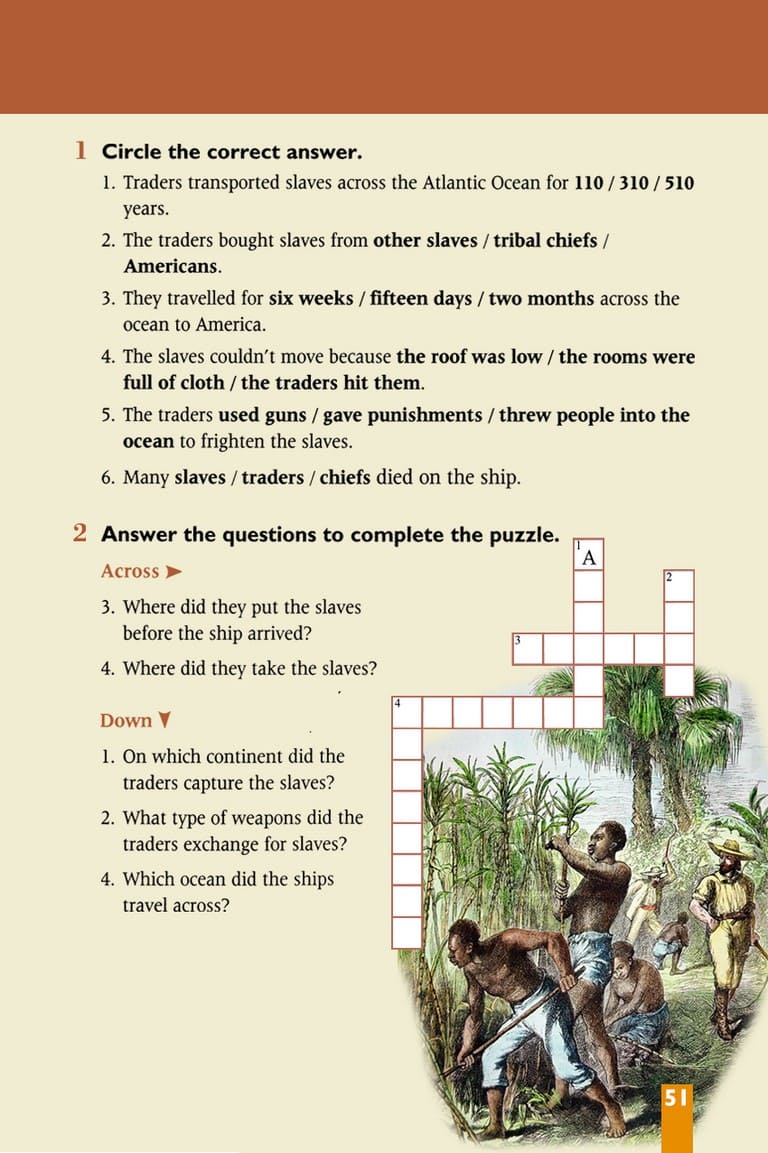 1 Circle the correct answer.
1. Traders transported slaves across the Atlantic Ocean for 110 / 310 / 510
years.
2. The traders bought slaves from other slaves / tribal chiefs /
Americans.
3. They travelled for six weeks / fifteen days / two months across the
ocean to America.
4. The slaves couldn't move because the roof was low / the rooms were
full of cloth / the traders hit them.
5. The traders used guns / gave punishments / threw people into the
ocean to frighten the slaves.
6. Many slaves / traders / chiefs died on the ship.
2 Answer the questions to complete the puzzle.
Across
3. Where did they put the slaves
before the ship arrived?
4. Where did they take the slaves?
Down
1. On which continent did the
traders capture the slaves?
2. What type of weapons did the
traders exchange for slaves?
4. Which ocean did the ships
travel across?
1
A
2
3
4
51